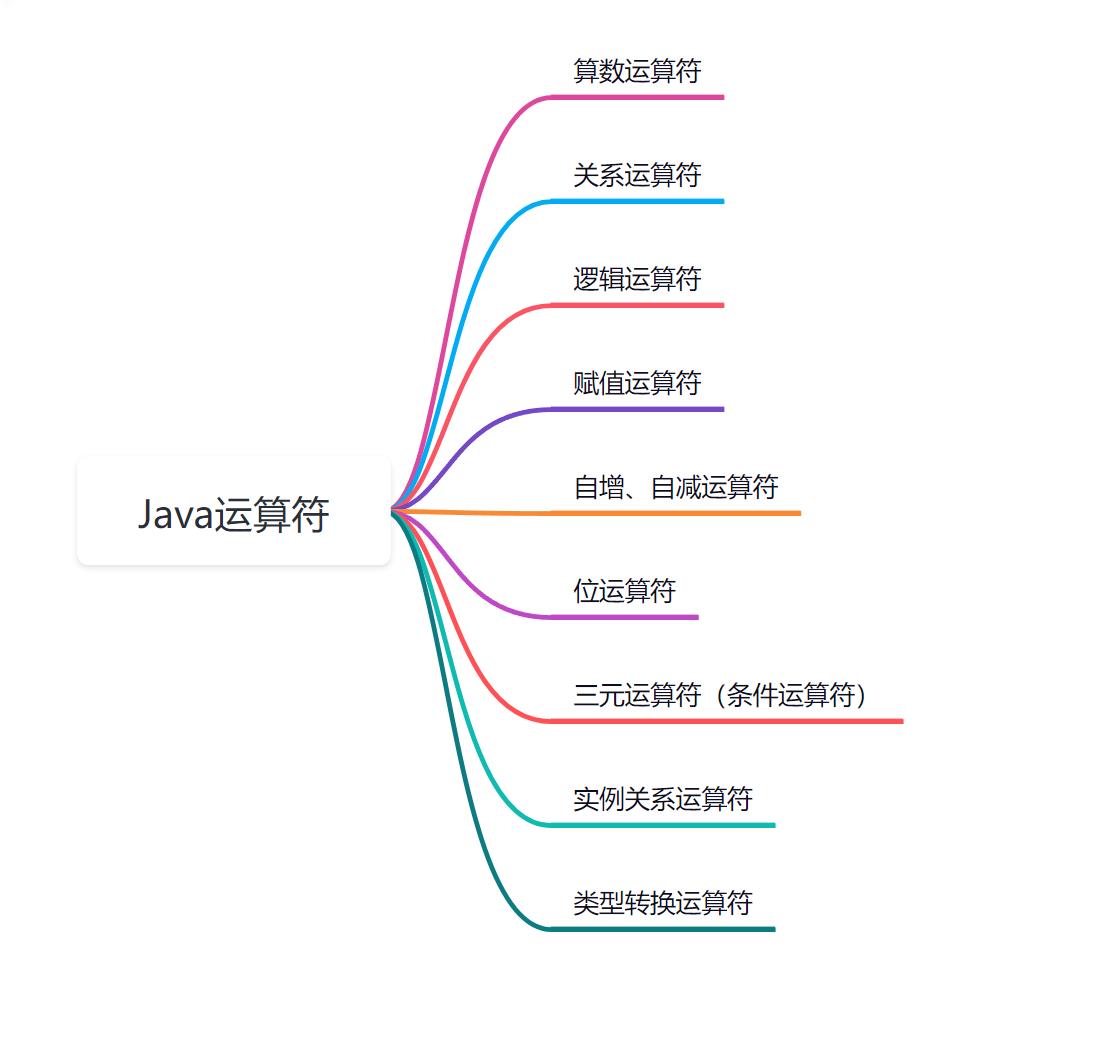 算数运算符
关系运算符
逻辑运算符
赋值运算符
Java运算符
自增、自减运算符
位运算符
三元运算符（条件运算符）
实例关系运算符
类型转换运算符